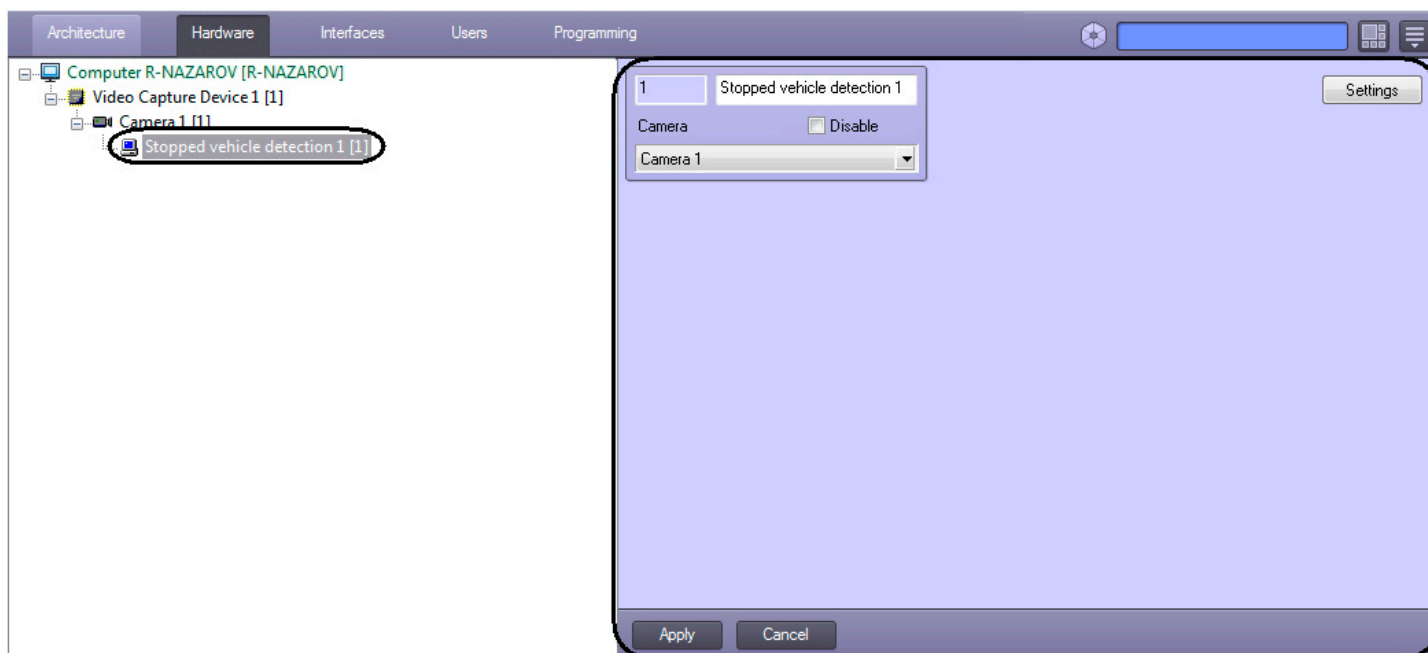 Architecture Hardware Interfaces Users Programming
Computer R-NAZAROV [R-NAZAROV]
Video Capture Device 1 [1]
Camera 1 [1]
Stopped vehicle detection 1 [1]
1 Stopped vehicle detection 1
Settings
Camera Disable
Camera 1
Apply Cancel